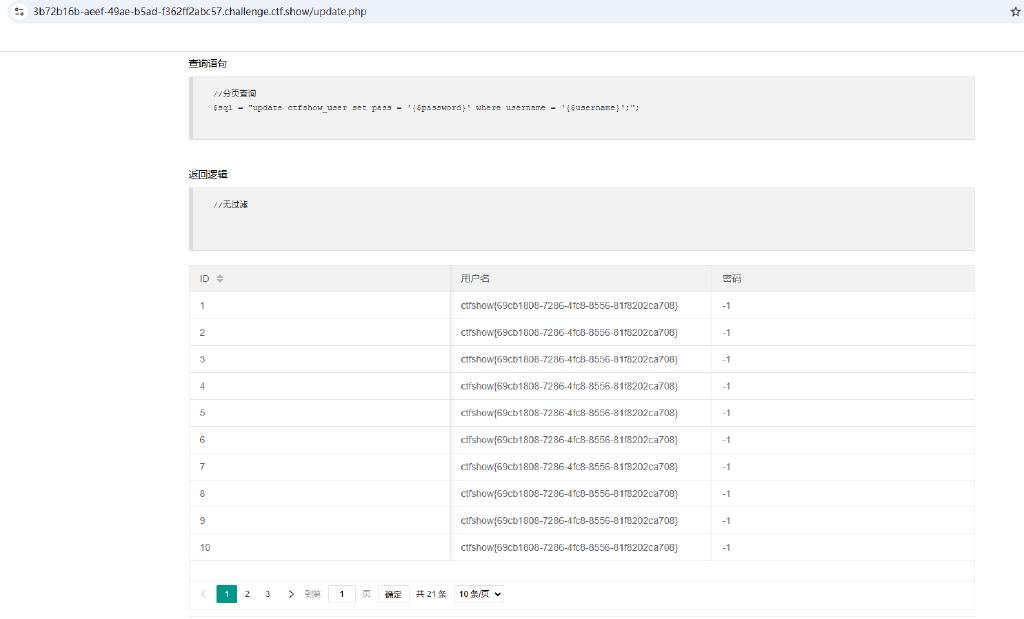 3b72b16b-aeef-49ae-b5ad-f362ff2abc57.challenge.ctf.show/update.php
查询语句
//分页查询
$sql = "update ctfshow_user set pass = '{$password}' where username = '{$username}';";
返回逻辑
//无过滤
ID 用户名 密码
1 ctfshow{69cb1808-7286-4fc8-8556-81f8202ca708} -1
2 ctfshow{69cb1808-7286-4fc8-8556-81f8202ca708} -1
3 ctfshow{69cb1808-7286-4fc8-8556-81f8202ca708} -1
4 ctfshow{69cb1808-7286-4fc8-8556-81f8202ca708} -1
5 ctfshow{69cb1808-7286-4fc8-8556-81f8202ca708} -1
6 ctfshow{69cb1808-7286-4fc8-8556-81f8202ca708} -1
7 ctfshow{69cb1808-7286-4fc8-8556-81f8202ca708} -1
8 ctfshow{69cb1808-7286-4fc8-8556-81f8202ca708} -1
9 ctfshow{69cb1808-7286-4fc8-8556-81f8202ca708} -1
10 ctfshow{69cb1808-7286-4fc8-8556-81f8202ca708} -1
1 2 3 到第 1 页 确定 共 21 条 10 条/页